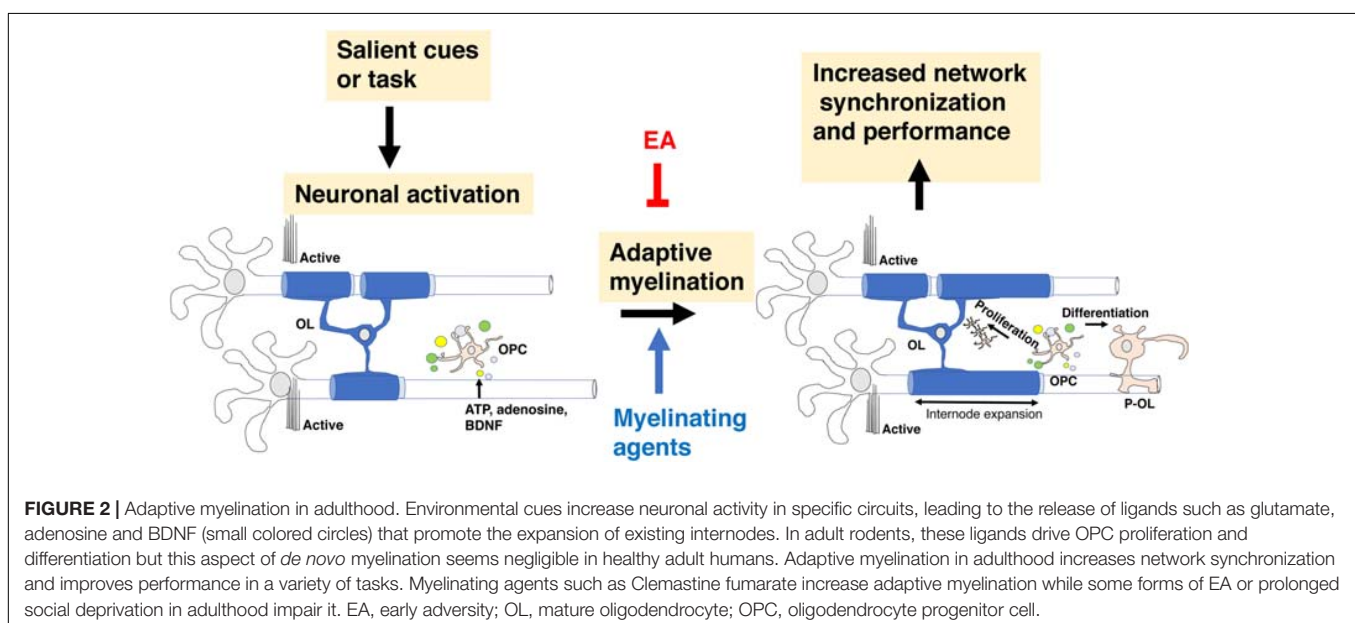 Salient cues
or task
Neuronal activation
Active
OL
OPC
ATP, adenosine,
BDNF
Active
EA
Adaptive
myelination
Myelinating
agents
Increased network
synchronization
and performance
Active
OL
Proliferation
Differentiation
OPC
P-OL
Internode expansion
Active
FIGURE 2 | Adaptive myelination in adulthood. Environmental cues increase neuronal activity in specific circuits, leading to the release of ligands such as glutamate,
adenosine and BDNF (small colored circles) that promote the expansion of existing internodes. In adult rodents, these ligands drive OPC proliferation and
differentiation but this aspect of de novo myelination seems negligible in healthy adult humans. Adaptive myelination in adulthood increases network synchronization
and improves performance in a variety of tasks. Myelinating agents such as Clemastine fumarate increase adaptive myelination while some forms of EA or prolonged
social deprivation in adulthood impair it. EA, early adversity; OL, mature oligodendrocyte; OPC, oligodendrocyte progenitor cell.